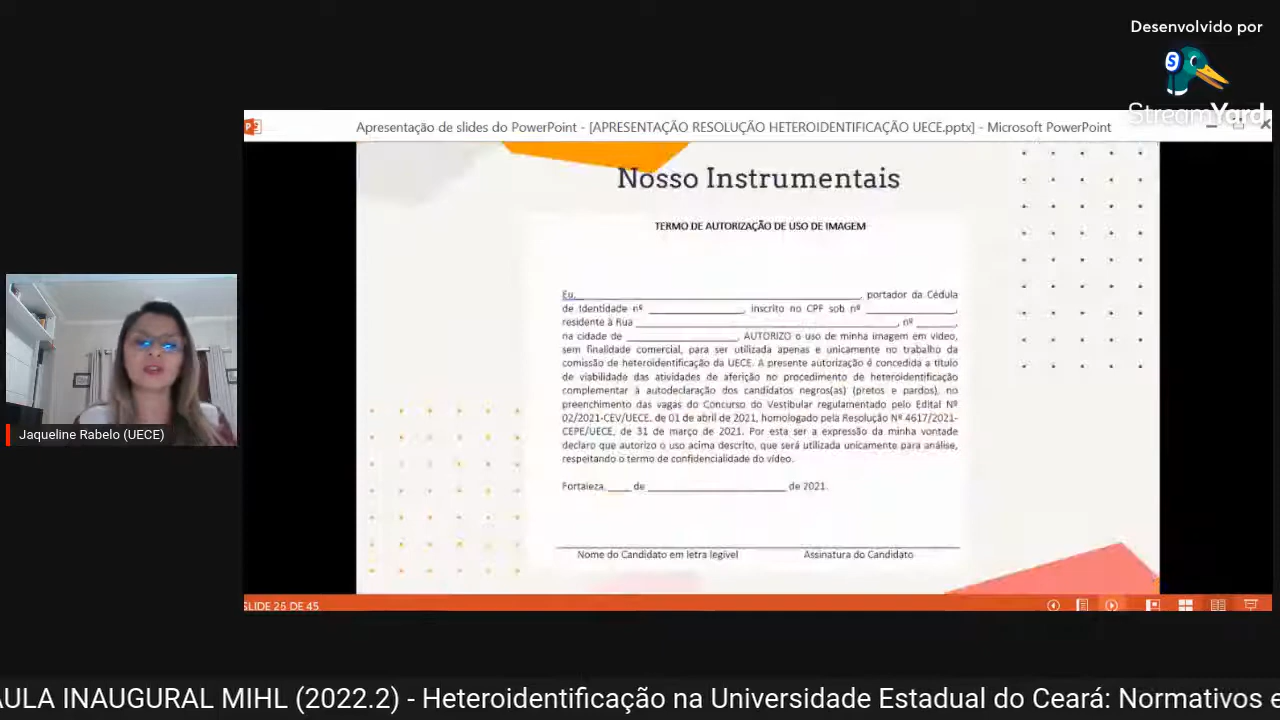 Desenvolvido por
StreamYard
Apresentação de slides do PowerPoint - [APRESENTAÇÃO RESOLUÇÃO HETEROIDENTIFICAÇÃO UECE.pptx] - Microsoft PowerPoint
Nosso Instrumentais
TERMO DE AUTORIZAÇÃO DE USO DE IMAGEM
Eu,____, portador da Cédula
de Identidade nº ____, inscrito no CPF sob nº ____,
residente à Rua ____, nº ____,
na cidade de ____, AUTORIZO o uso de minha imagem em vídeo,
sem finalidade comercial, para ser utilizada apenas e unicamente no trabalho da
comissão de heteroidentificação da UECE. A presente autorização é concedida a título
de viabilidade das atividades de aferição no procedimento de heteroidentificação
complementar à autodeclaração dos candidatos negros(as) (pretos e pardos), no
preenchimento das vagas do Concurso do Vestibular regulamentado pelo Edital Nº
02/2021-CEV/UECE, de 01 de abril de 2021, homologado pela Resolução Nº 4617/2021-
CEPE/UECE, de 31 de março de 2021. Por esta ser a expressão da minha vontade
declaro que autorizo o uso acima descrito, que será utilizada unicamente para análise,
respeitando o termo de confidencialidade do vídeo.
Fortaleza, ____ de ____ de 2021.
Nome do Candidato em letra legível Assinatura do Candidato
Jaqueline Rabelo (UECE)
SLIDE 25 DE 45
AULA INAUGURAL MIHL (2022.2) - Heteroidentificação na Universidade Estadual do Ceará: Normativos e